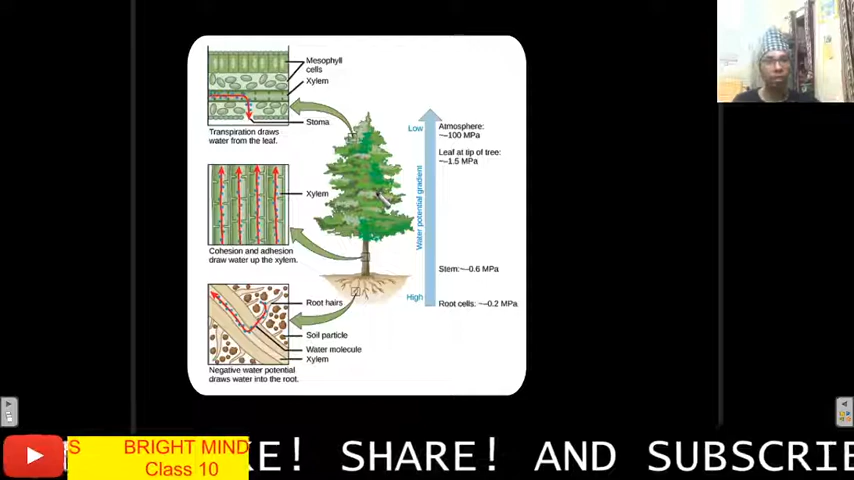 Mesophyll
cells
Xylem
Stoma
Transpiration draws
water from the leaf.
Xylem
Cohesion and adhesion
draw water up the xylem.
Root hairs
Soil particle
Water molecule
Xylem
Negative water potential
draws water into the root.
Low
Atmosphere:
~-100 MPa
Leaf at tip of tree:
~-1.5 MPa
Water potential gradient
Stem:~-0.6 MPa
High
Root cells: ~-0.2 MPa
S BRIGHT MIND
Class 10
KE! SHARE! AND SUBSCRIBE